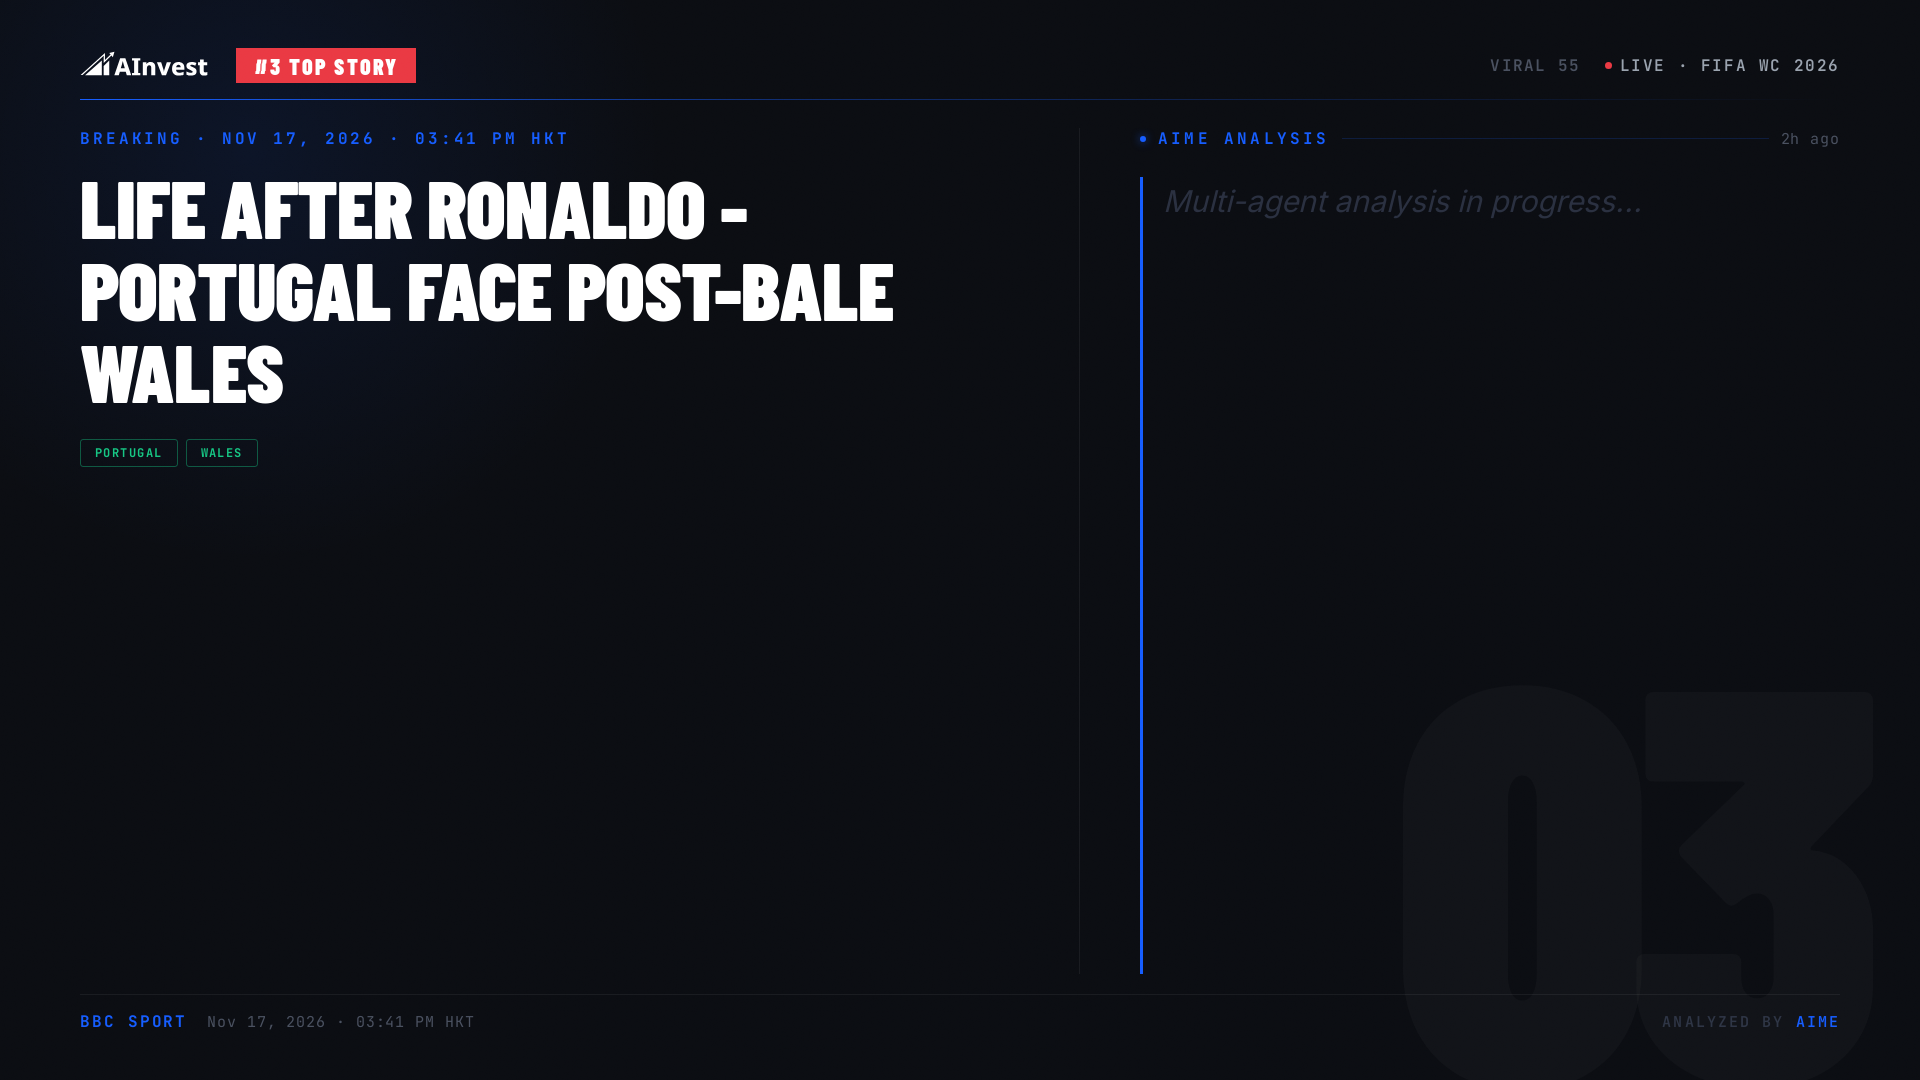 AInvest
#3 TOP STORY
VIRAL 55
LIVE · FIFA WC 2026
BREAKING · NOV 17, 2026 · 03:41 PM HKT
LIFE AFTER RONALDO -
PORTUGAL FACE POST-BALE
WALES
PORTUGAL
WALES
AIME ANALYSIS
2h ago
Multi-agent analysis in progress...
03
BBC SPORT
Nov 17, 2026 · 03:41 PM HKT
ANALYZED BY AIME